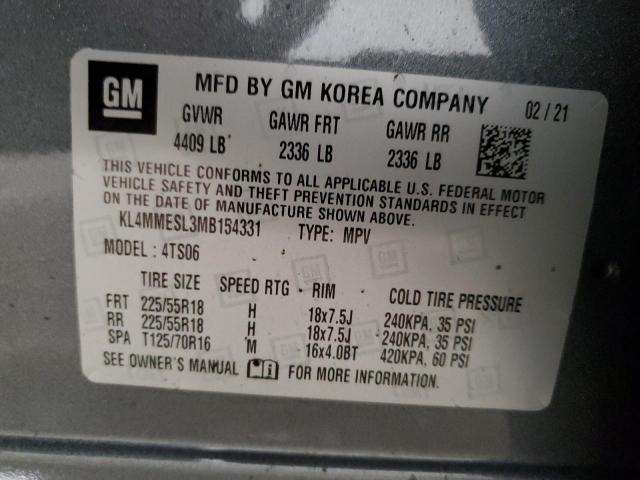 GM
MFD BY GM KOREA COMPANY 02 / 21
GVWR GAWR FRT GAWR RR
4409 LB 2336 LB 2336 LB
THIS VEHICLE CONFORMS TO ALL APPLICABLE U.S. FEDERAL MOTOR
VEHICLE SAFETY AND THEFT PREVENTION STANDARDS IN EFFECT
ON THE DATE OF MANUFACTURE SHOWN ABOVE.
KL4MMESL3MB154331 TYPE: MPV
MODEL : 4TS06
TIRE SIZE SPEED RTG RIM COLD TIRE PRESSURE
FRT 225/55R18 H 18x7.5J 240KPA, 35 PSI
RR 225/55R18 H 18x7.5J 240KPA, 35 PSI
SPA T125/70R16 M 16x4.0BT 420KPA, 60 PSI
SEE OWNER'S MANUAL FOR MORE INFORMATION.